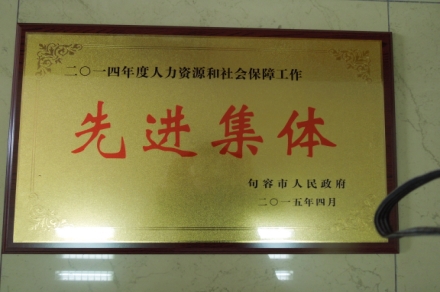 二〇一四年度人力资源和社会保障工作
先进集体
句容市人民政府
二〇一五年四月